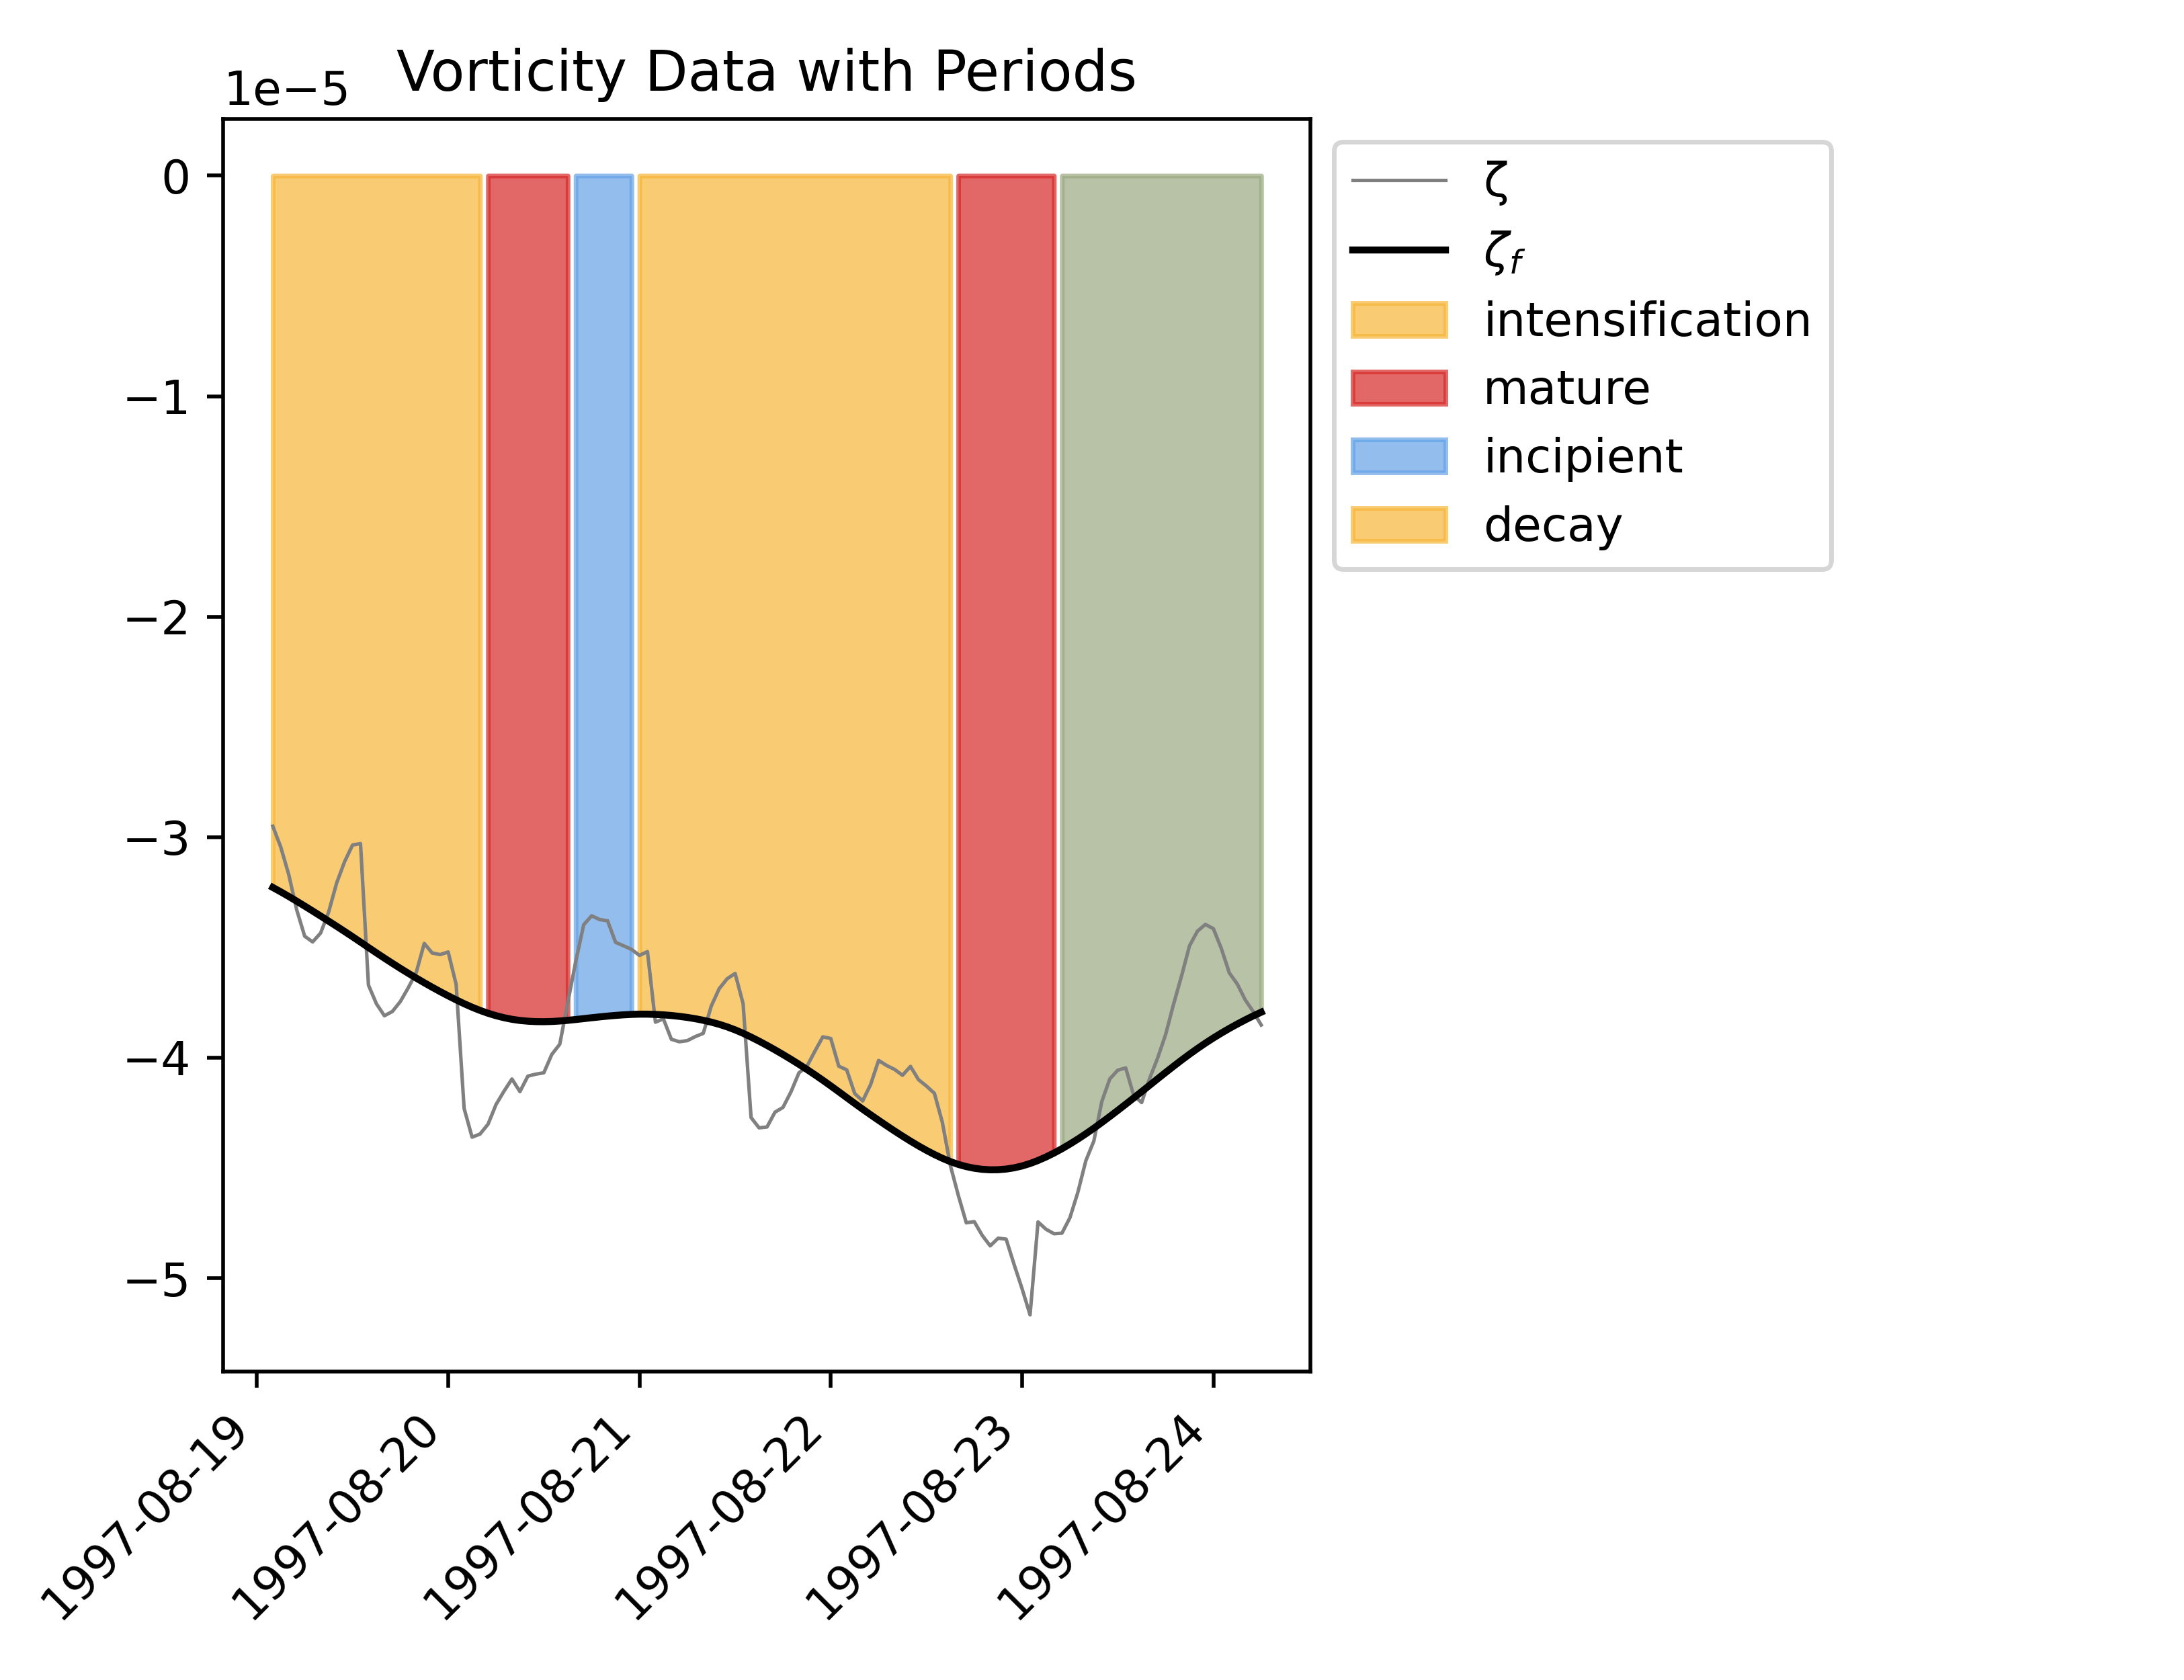 Vorticity Data with Periods
1e−5
0
−1
−2
−3
−4
−5
1997-08-19
1997-08-20
1997-08-21
1997-08-22
1997-08-23
1997-08-24
ζ
ζf
intensification
mature
incipient
decay